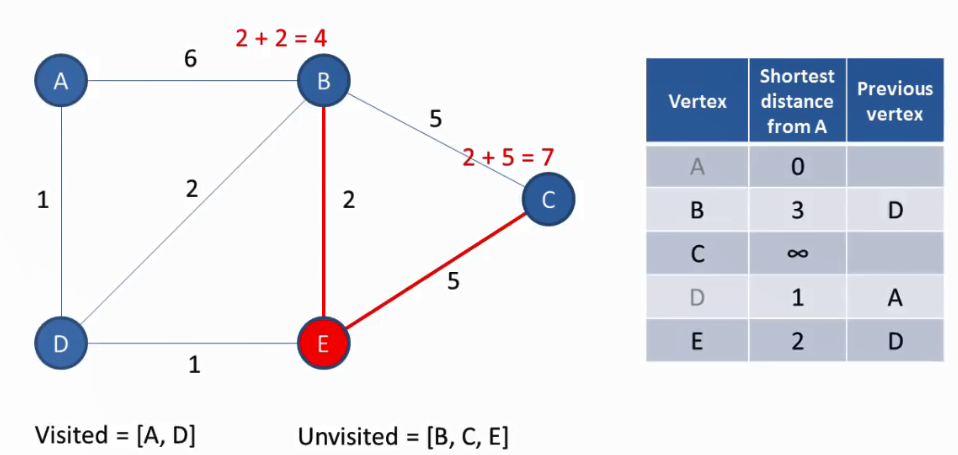 2 + 2 = 4
6
A
B
5
2 + 5 = 7
1
2
2
C
5
D
E
1
Visited = [A, D]
Unvisited = [B, C, E]
Vertex Shortest distance from A Previous vertex
A 0
B 3 D
C ∞
D 1 A
E 2 D